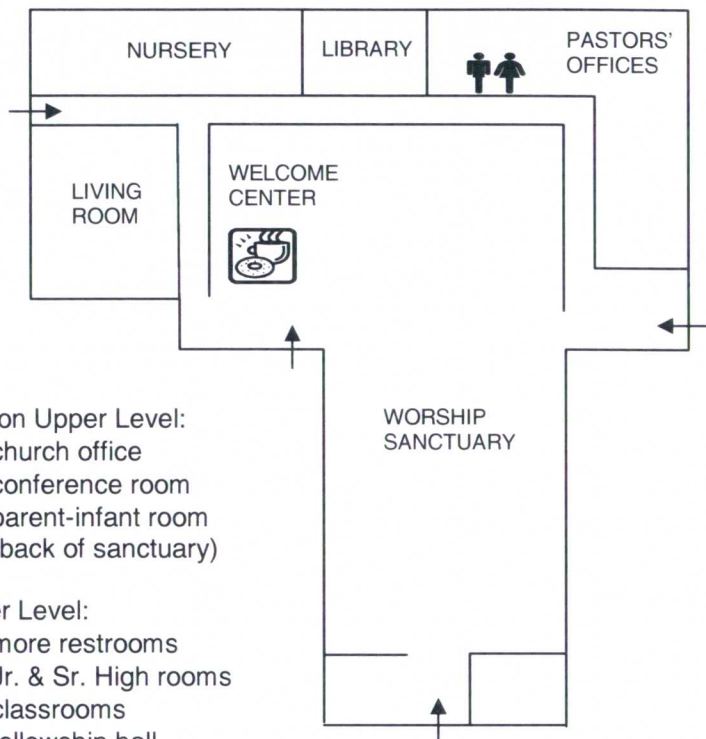 NURSERY
LIBRARY
PASTORS'
OFFICES
LIVING
ROOM
WELCOME
CENTER
WORSHIP
SANCTUARY
on Upper Level:
church office
conference room
parent-infant room
back of sanctuary)
er Level:
more restrooms
Jr. & Sr. High rooms
classrooms